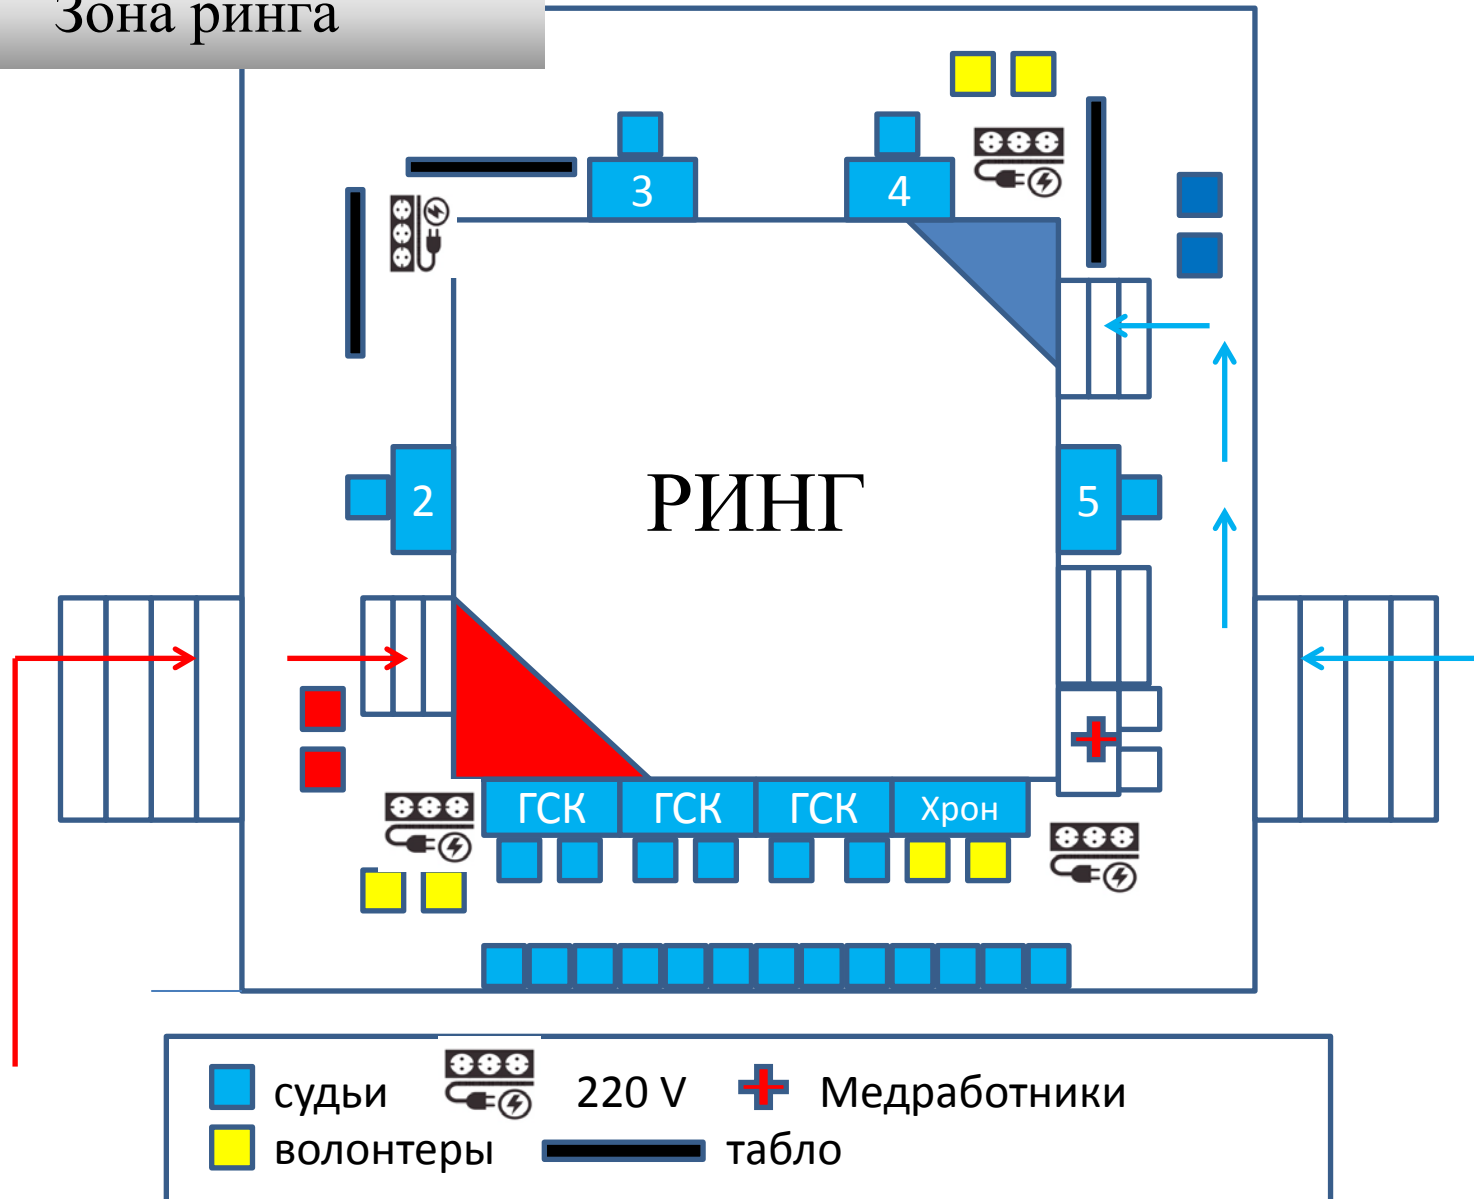 Зона ринга
3
4
2
РИНГ
5
ГСК
ГСК
ГСК
Хрон
судьи
220 V
Медработники
волонтеры
табло